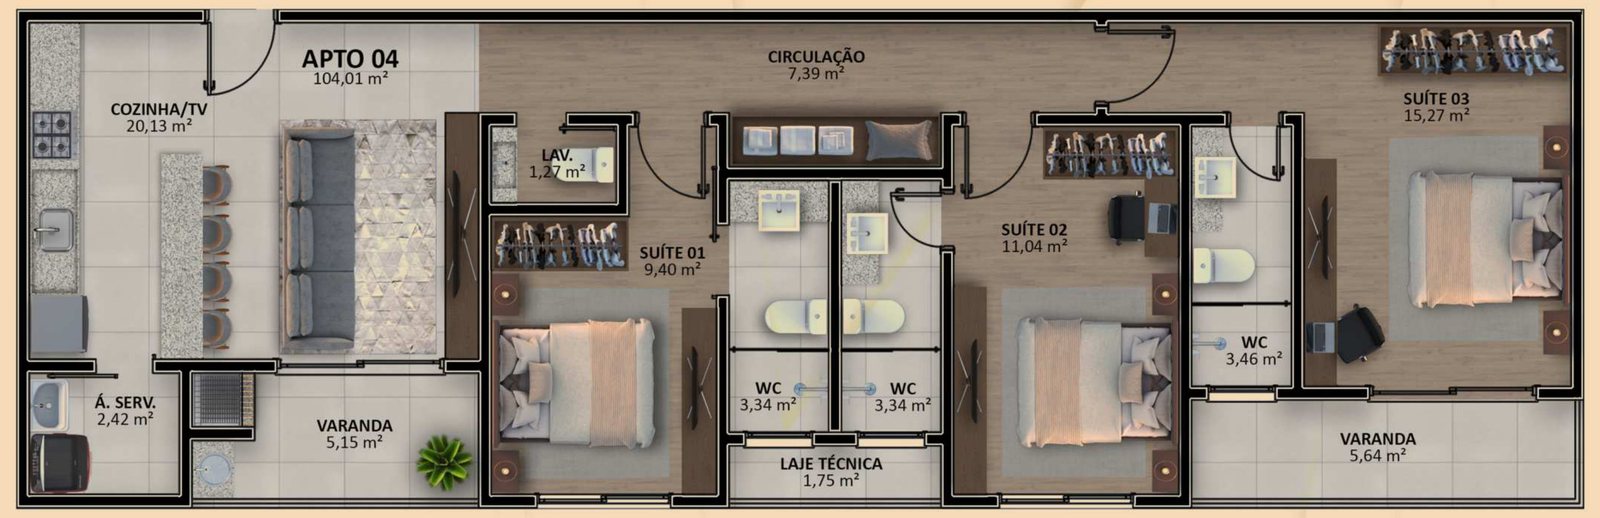 APTO 04
104,01 m²
CIRCULAÇÃO
7,39 m²
COZINHA/TV
20,13 m²
SUÍTE 03
15,27 m²
LAV.
1,27 m²
SUÍTE 01
9,40 m²
SUÍTE 02
11,04 m²
WC
3,46 m²
WC
3,34 m²
WC
3,34 m²
Á. SERV.
2,42 m²
VARANDA
5,15 m²
LAJE TÉCNICA
1,75 m²
VARANDA
5,64 m²